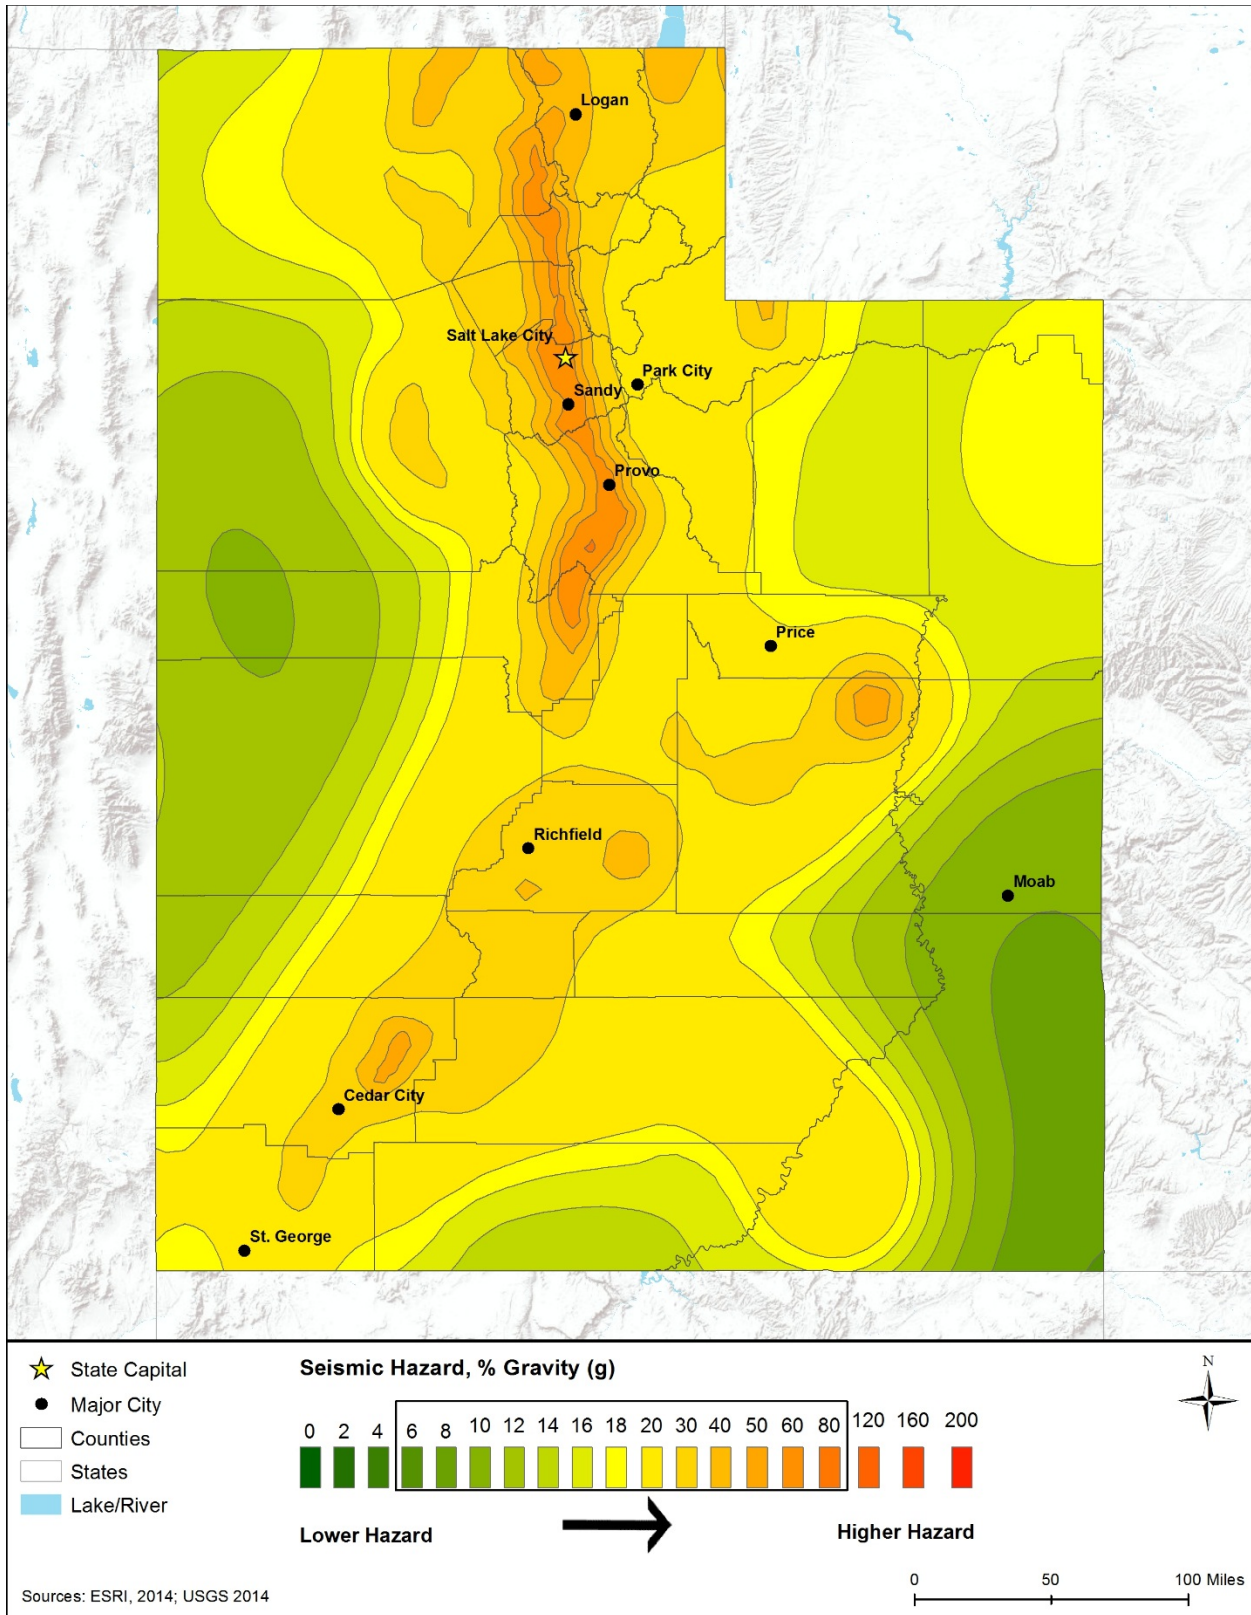 Logan
Salt Lake City
Park City
Sandy
Provo
Price
Richfield
Moab
Cedar City
St. George
State Capital
Major City
Counties
States
Lake/River
Seismic Hazard, % Gravity (g)
0 2 4 6 8 10 12 14 16 18 20 30 40 50 60 80 120 160 200
Lower Hazard
Higher Hazard
N
Sources: ESRI, 2014; USGS 2014
0 50 100 Miles